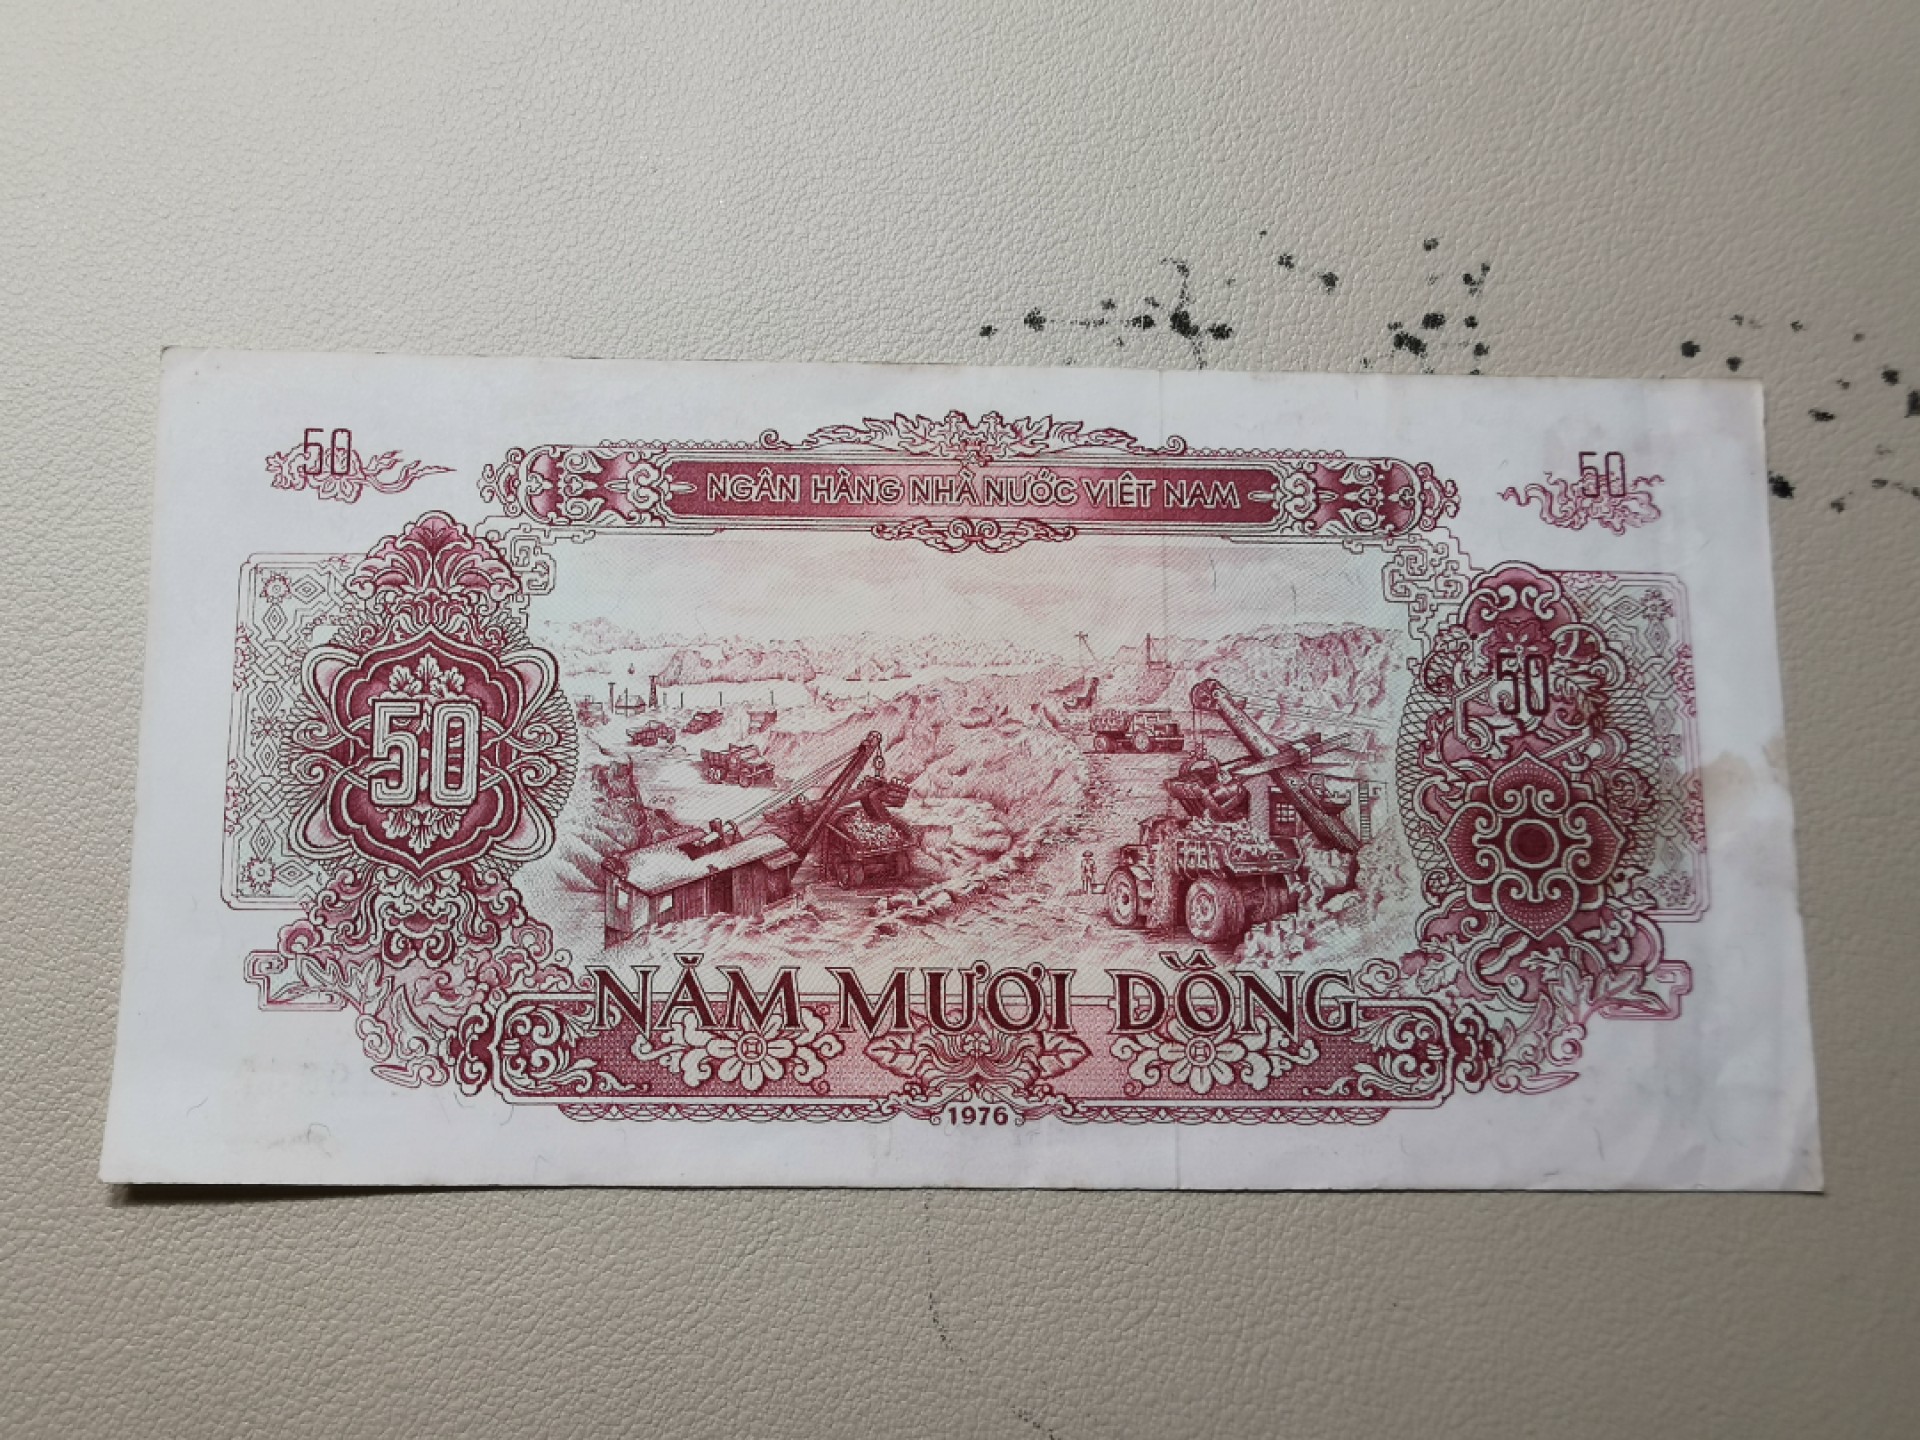 50
50
NGÂN HÀNG NHÀ NƯỚC VIỆT NAM
50
50
NĂM MƯƠI ĐỒNG
1976